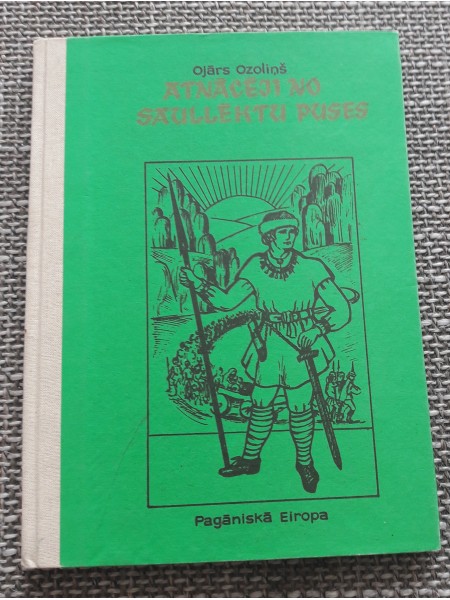 Ojārs Ozoliņš
ATNĀCĒJI NO
SAULLĒKTU PUSES
Pagāniskā Eiropa